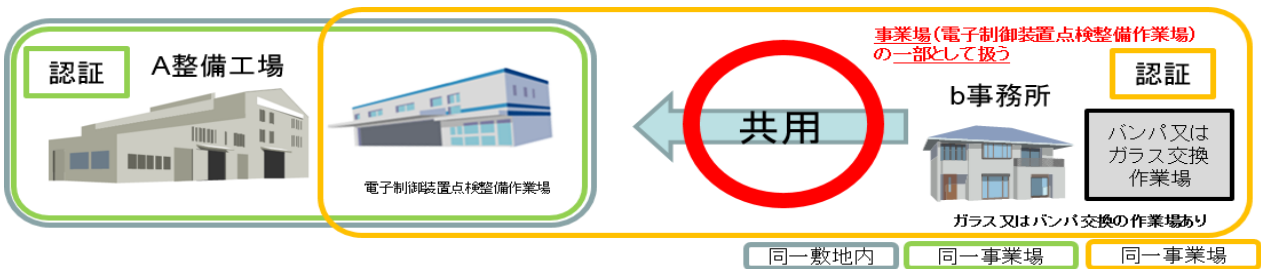 認証
A整備工場
電子制御装置点検整備作業場
共用
事業場(電子制御装置点検整備作業場)
の一部として扱う
認証
b事務所
バンパ又は
ガラス交換
作業場
ガラス又はバンパ交換の作業場あり
同一敷地内
同一事業場
同一事業場